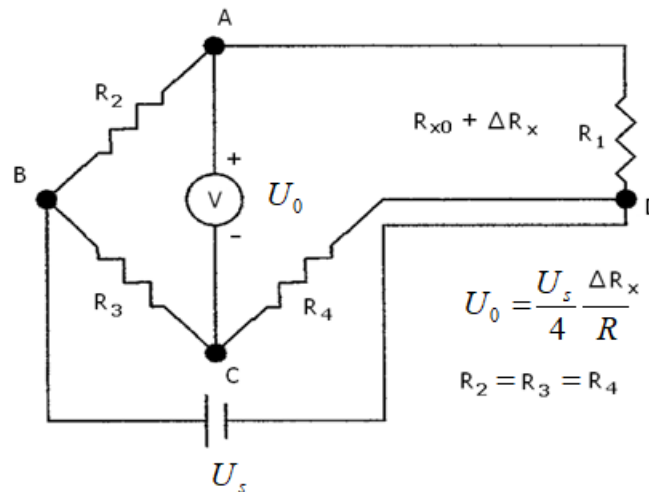 A
R2
Rx0 + ΔRx
R1
B
+
V
U0
-
D
R3
R4
U0 = Us/4 ΔRx/R
R2 = R3 = R4
C
Us